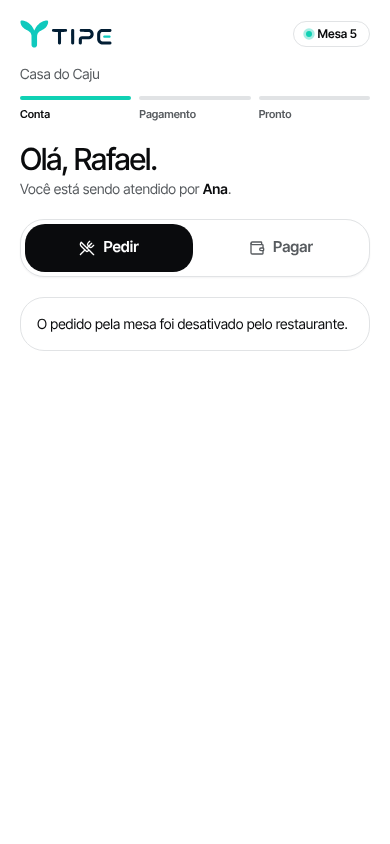 TIPE
Mesa 5
Casa do Caju
Conta
Pagamento
Pronto
Olá, Rafael.
Você está sendo atendido por Ana.
Pedir
Pagar
O pedido pela mesa foi desativado pelo restaurante.